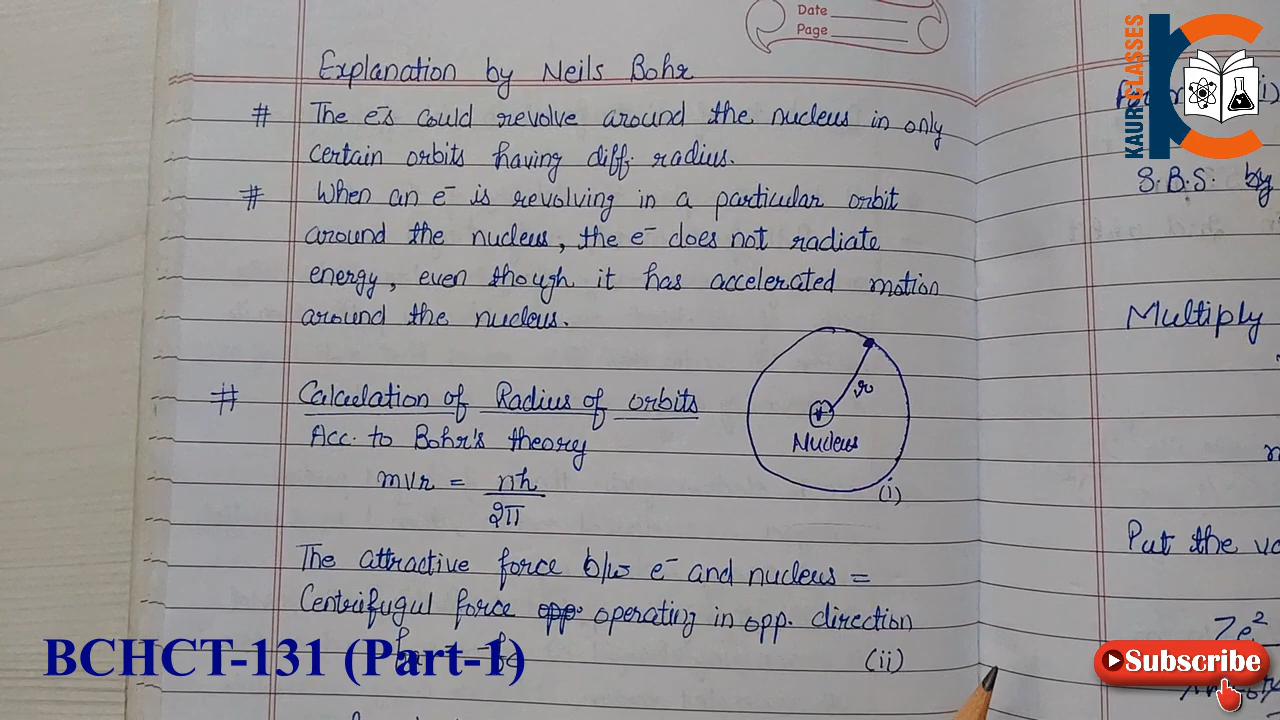 Date
Page
Explanation by Neils Bohr
# The e⁻s could revolve around the nucleus in only
certain orbits having diff. radius.
# When an e⁻ is revolving in a particular orbit
around the nucleus, the e⁻ does not radiate
energy, even though it has accelerated motion
around the nucleus.
# Calculation of Radius of orbits
Acc. to Bohr's theory
mvr = nh/2π
(i)
r
+
Nucleus
The attractive force b/w e⁻ and nucleus =
Centrifugul force opp. operating in opp. direction
(ii)
BCHCT-131 (Part-1)
KAUR CLASSES
(i)
S.B.S. by
Multiply
Put the
Ze²
Subscribe